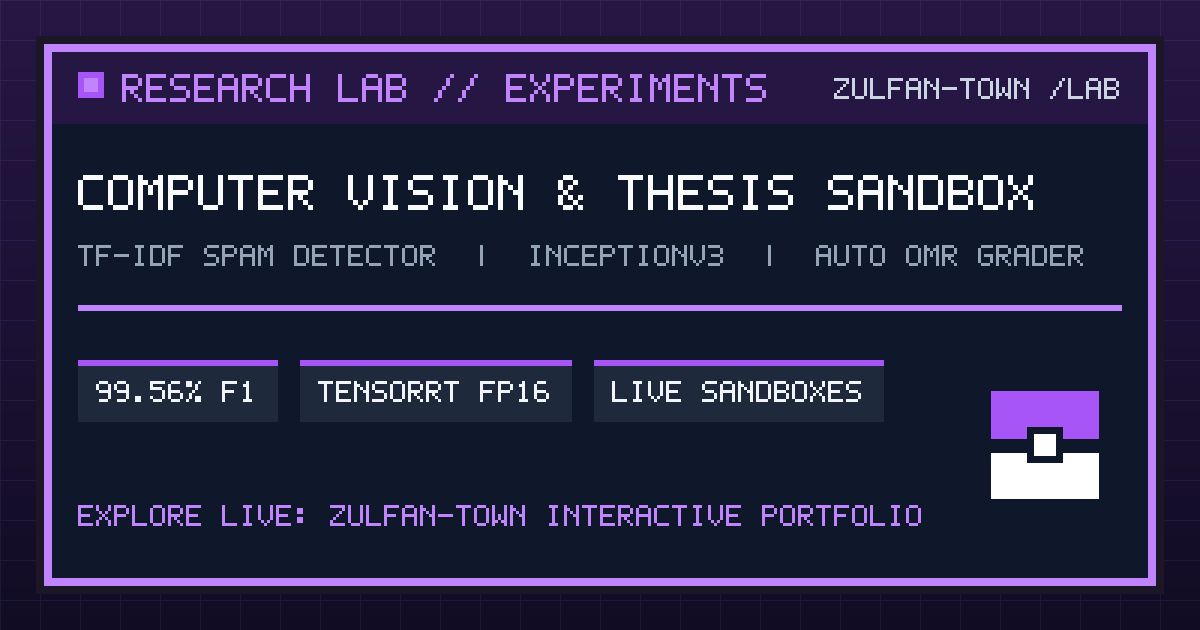 RESEARCH LAB // EXPERIMENTS
ZULFAN-TOWN /LAB
COMPUTER VISION & THESIS SANDBOX
TF-IDF SPAM DETECTOR | INCEPTIONV3 | AUTO OMR GRADER
99.56% F1
TENSORRT FP16
LIVE SANDBOXES
EXPLORE LIVE: ZULFAN-TOWN INTERACTIVE PORTFOLIO